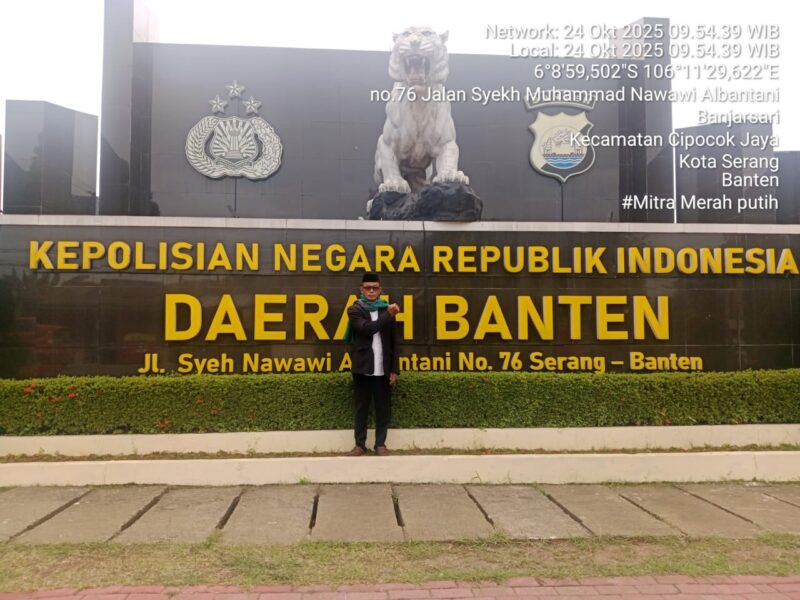 Network: 24 Okt 2025 09.54.39 WIB
Local: 24 Okt 2025 09.54.39 WIB
6°8'59,502"S 106°11'29,622"E
no.76 Jalan Syekh Muhammad Nawawi Albantani
Banjarsari
Kecamatan Cipocok Jaya
Kota Serang
Banten
#Mitra Merah putih
KEPOLISIAN NEGARA REPUBLIK INDONESIA
DAERAH BANTEN
Jl. Syeh Nawawi Al Bantani No. 76 Serang – Banten